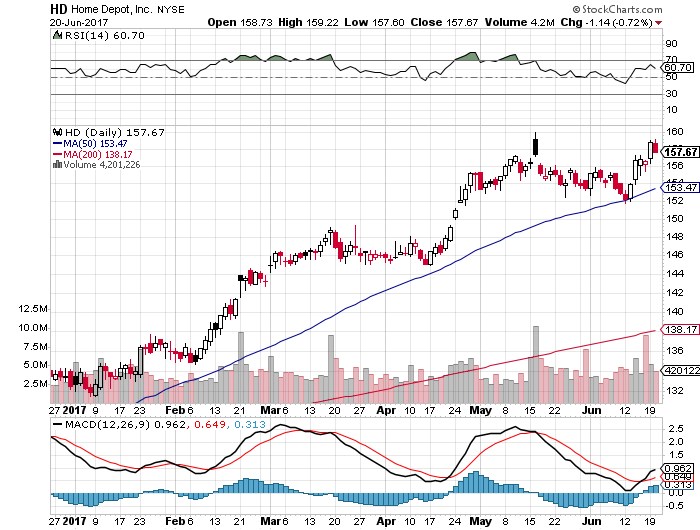 HD Home Depot, Inc. NYSE © StockCharts.com
20-Jun-2017 Open 158.73 High 159.22 Low 157.60 Close 157.67 Volume 4.2M Chg -1.14 (-0.72%)
RSI(14) 60.70
90
70
60.70
50
30
10
HD (Daily) 157.67
MA(50) 153.47
MA(200) 138.17
Volume 4,201,226
160
157.67
156
154
153.47
152
150
148
146
144
142
140
138.17
136
134
132
12.5M
10.0M
7.5M
5.0M
2.5M
4201226
27 2017 9 17 23 Feb 6 13 21 Mar 6 13 20 27 Apr 10 17 24 May 8 15 22 Jun 12 19
MACD(12,26,9) 0.962, 0.649, 0.313
2.5
2.0
1.5
0.962
0.649
0.313
0.0
-0.5
27 2017 9 17 23 Feb 6 13 21 Mar 6 13 20 27 Apr 10 17 24 May 8 15 22 Jun 12 19